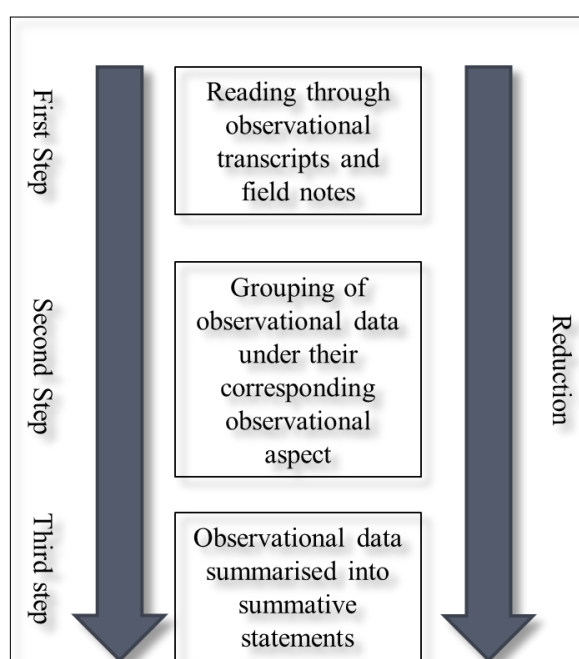 First Step
Reading through
observational
transcripts and
field notes
Second Step
Grouping of
observational data
under their
corresponding
observational
aspect
Reduction
Third step
Observational data
summarised into
summative
statements